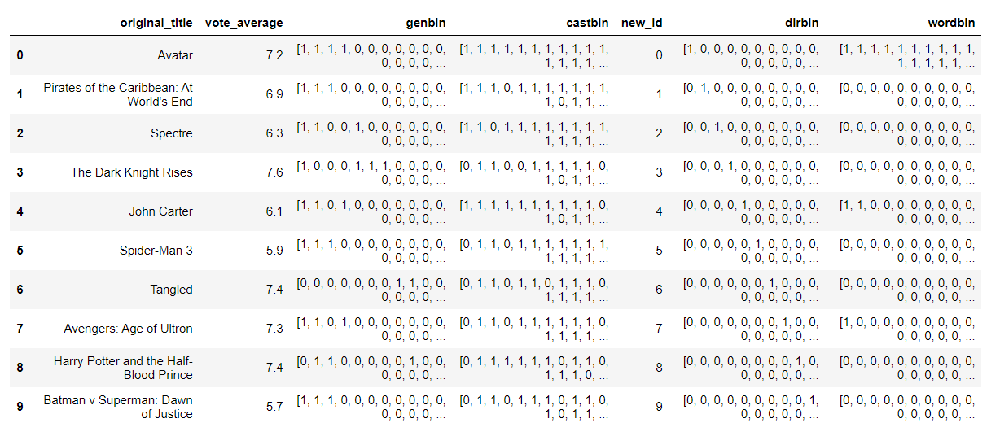 original_title vote_average genbin castbin new_id dirbin wordbin
0 Avatar 7.2 [1, 1, 1, 1, 0, 0, 0, 0, 0, 0, 0, [1, 1, 1, 1, 1, 1, 1, 1, 1, 1, 1, 0 [1, 0, 0, 0, 0, 0, 0, 0, 0, 0, [1, 1, 1, 1, 1, 1, 1, 1, 1, 1,
0, 0, 0, 0, ... 1, 1, 1, 1, ... 0, 0, 0, 0, 0, ... 1, 1, 1, 1, 1, ...
1 Pirates of the Caribbean: At World's End 6.9 [1, 1, 1, 0, 0, 0, 0, 0, 0, 0, 0, [1, 1, 1, 0, 1, 1, 1, 1, 1, 1, 1, 1 [0, 1, 0, 0, 0, 0, 0, 0, 0, 0, [0, 0, 0, 0, 0, 0, 0, 0, 0, 0,
0, 0, 0, 0, ... 1, 0, 1, 1, ... 0, 0, 0, 0, 0, ... 0, 0, 0, 0, 0, ...
2 Spectre 6.3 [1, 1, 0, 0, 1, 0, 0, 0, 0, 0, 0, [1, 1, 0, 1, 1, 1, 1, 1, 1, 1, 1, 2 [0, 0, 1, 0, 0, 0, 0, 0, 0, 0, [0, 0, 0, 0, 0, 0, 0, 0, 0, 0,
0, 0, 0, 0, ... 1, 1, 1, 1, ... 0, 0, 0, 0, 0, ... 0, 0, 0, 0, 0, ...
3 The Dark Knight Rises 7.6 [1, 0, 0, 0, 1, 1, 1, 0, 0, 0, 0, [0, 1, 1, 0, 0, 1, 1, 1, 1, 1, 0, 3 [0, 0, 0, 1, 0, 0, 0, 0, 0, 0, [0, 0, 0, 0, 0, 0, 0, 0, 0, 0,
0, 0, 0, 0, ... 1, 0, 1, 1, ... 0, 0, 0, 0, 0, ... 0, 0, 0, 0, 0, ...
4 John Carter 6.1 [1, 1, 0, 1, 0, 0, 0, 0, 0, 0, 0, [1, 1, 1, 1, 1, 1, 1, 1, 1, 1, 0, 4 [0, 0, 0, 0, 1, 0, 0, 0, 0, 0, [1, 1, 0, 0, 0, 0, 0, 0, 0, 0,
0, 0, 0, 0, ... 1, 0, 1, 1, ... 0, 0, 0, 0, 0, ... 0, 0, 0, 0, 0, ...
5 Spider-Man 3 5.9 [1, 1, 1, 0, 0, 0, 0, 0, 0, 0, 0, [0, 1, 1, 0, 1, 1, 1, 1, 1, 1, 1, 5 [0, 0, 0, 0, 0, 1, 0, 0, 0, 0, [0, 0, 0, 0, 0, 0, 0, 0, 0, 0,
0, 0, 0, 0, ... 1, 1, 1, 1, ... 0, 0, 0, 0, 0, ... 0, 0, 0, 0, 0, ...
6 Tangled 7.4 [0, 0, 0, 0, 0, 0, 0, 1, 1, 0, 0, [0, 1, 1, 0, 1, 1, 0, 1, 1, 1, 0, 6 [0, 0, 0, 0, 0, 0, 1, 0, 0, 0, [0, 0, 0, 0, 0, 0, 0, 0, 0, 0,
0, 0, 0, 0, ... 1, 1, 1, 1, ... 0, 0, 0, 0, 0, ... 0, 0, 0, 0, 0, ...
7 Avengers: Age of Ultron 7.3 [1, 1, 0, 1, 0, 0, 0, 0, 0, 0, 0, [0, 1, 1, 0, 1, 1, 1, 1, 1, 1, 0, 7 [0, 0, 0, 0, 0, 0, 0, 1, 0, 0, [1, 0, 0, 0, 0, 0, 0, 0, 0, 0,
0, 0, 0, 0, ... 1, 1, 1, 1, ... 0, 0, 0, 0, 0, ... 0, 0, 0, 0, 0, ...
8 Harry Potter and the Half-Blood Prince 7.4 [0, 1, 1, 0, 0, 0, 0, 0, 1, 0, 0, [0, 1, 1, 1, 1, 1, 1, 0, 1, 1, 0, 8 [0, 0, 0, 0, 0, 0, 0, 0, 1, 0, [0, 0, 0, 0, 0, 0, 0, 0, 0, 0,
0, 0, 0, 0, ... 1, 1, 1, 0, ... 0, 0, 0, 0, 0, ... 0, 0, 0, 0, 0, ...
9 Batman v Superman: Dawn of Justice 5.7 [1, 1, 1, 0, 0, 0, 0, 0, 0, 0, 0, [0, 1, 1, 0, 1, 1, 1, 0, 1, 1, 0, 9 [0, 0, 0, 0, 0, 0, 0, 0, 0, 1, [0, 0, 0, 0, 0, 0, 0, 0, 0, 0,
0, 0, 0, 0, ... 1, 0, 1, 1, ... 0, 0, 0, 0, 0, ... 0, 0, 0, 0, 0, ...